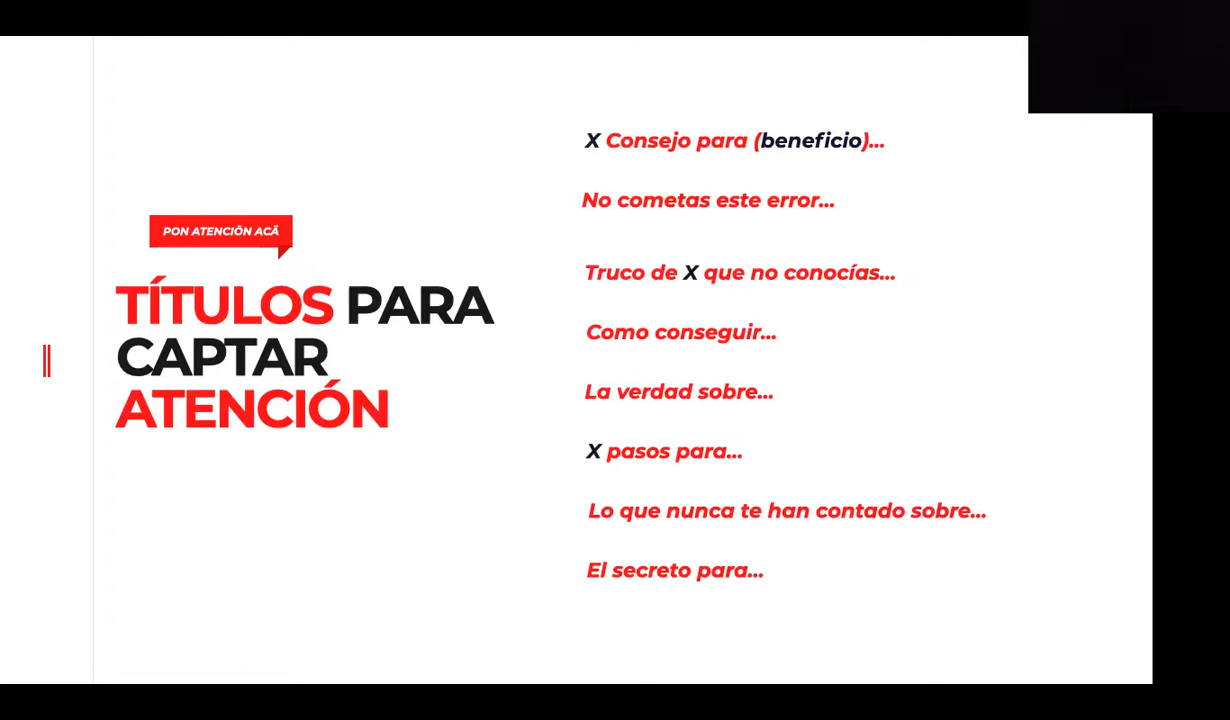 PON ATENCIÓN ACÁ
TÍTULOS PARA
CAPTAR
ATENCIÓN
X Consejo para (beneficio)...
No cometas este error...
Truco de X que no conocías...
Como conseguir...
La verdad sobre...
X pasos para...
Lo que nunca te han contado sobre...
El secreto para...